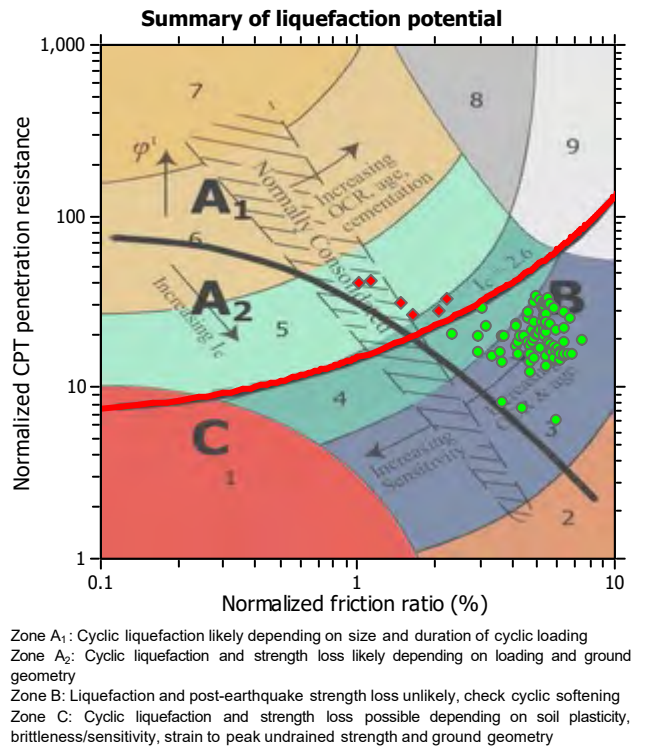 Summary of liquefaction potential
1,000
100
10
1
Normalized CPT penetration resistance
7
8
9
φ'
A1
Increasing
OCR, age,
cementation
Normally Consolidated
6
A2
Increasing Ic
5
Ic = 2.6
B
4
Increasing
OCR & age
C
1
Increasing
Sensitivity
3
2
0.1
1
10
Normalized friction ratio (%)
Zone A1: Cyclic liquefaction likely depending on size and duration of cyclic loading
Zone A2: Cyclic liquefaction and strength loss likely depending on loading and ground
geometry
Zone B: Liquefaction and post-earthquake strength loss unlikely, check cyclic softening
Zone C: Cyclic liquefaction and strength loss possible depending on soil plasticity,
brittleness/sensitivity, strain to peak undrained strength and ground geometry